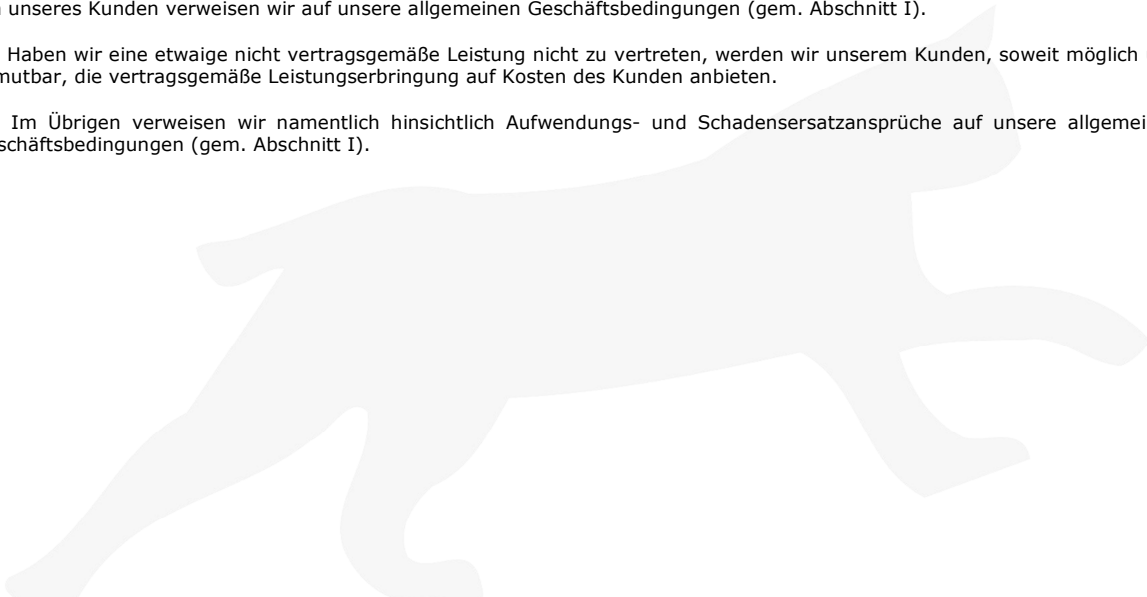 unseres Kunden verweisen wir auf unsere allgemeinen Geschäftsbedingungen (gem. Abschnitt I).
Haben wir eine etwaige nicht vertragsgemäße Leistung nicht zu vertreten, werden wir unserem Kunden, soweit möglich
mutbar, die vertragsgemäße Leistungserbringung auf Kosten des Kunden anbieten.
Im Übrigen verweisen wir namentlich hinsichtlich Aufwendungs- und Schadensersatzansprüche auf unsere allgemei
schäftsbedingungen (gem. Abschnitt I).